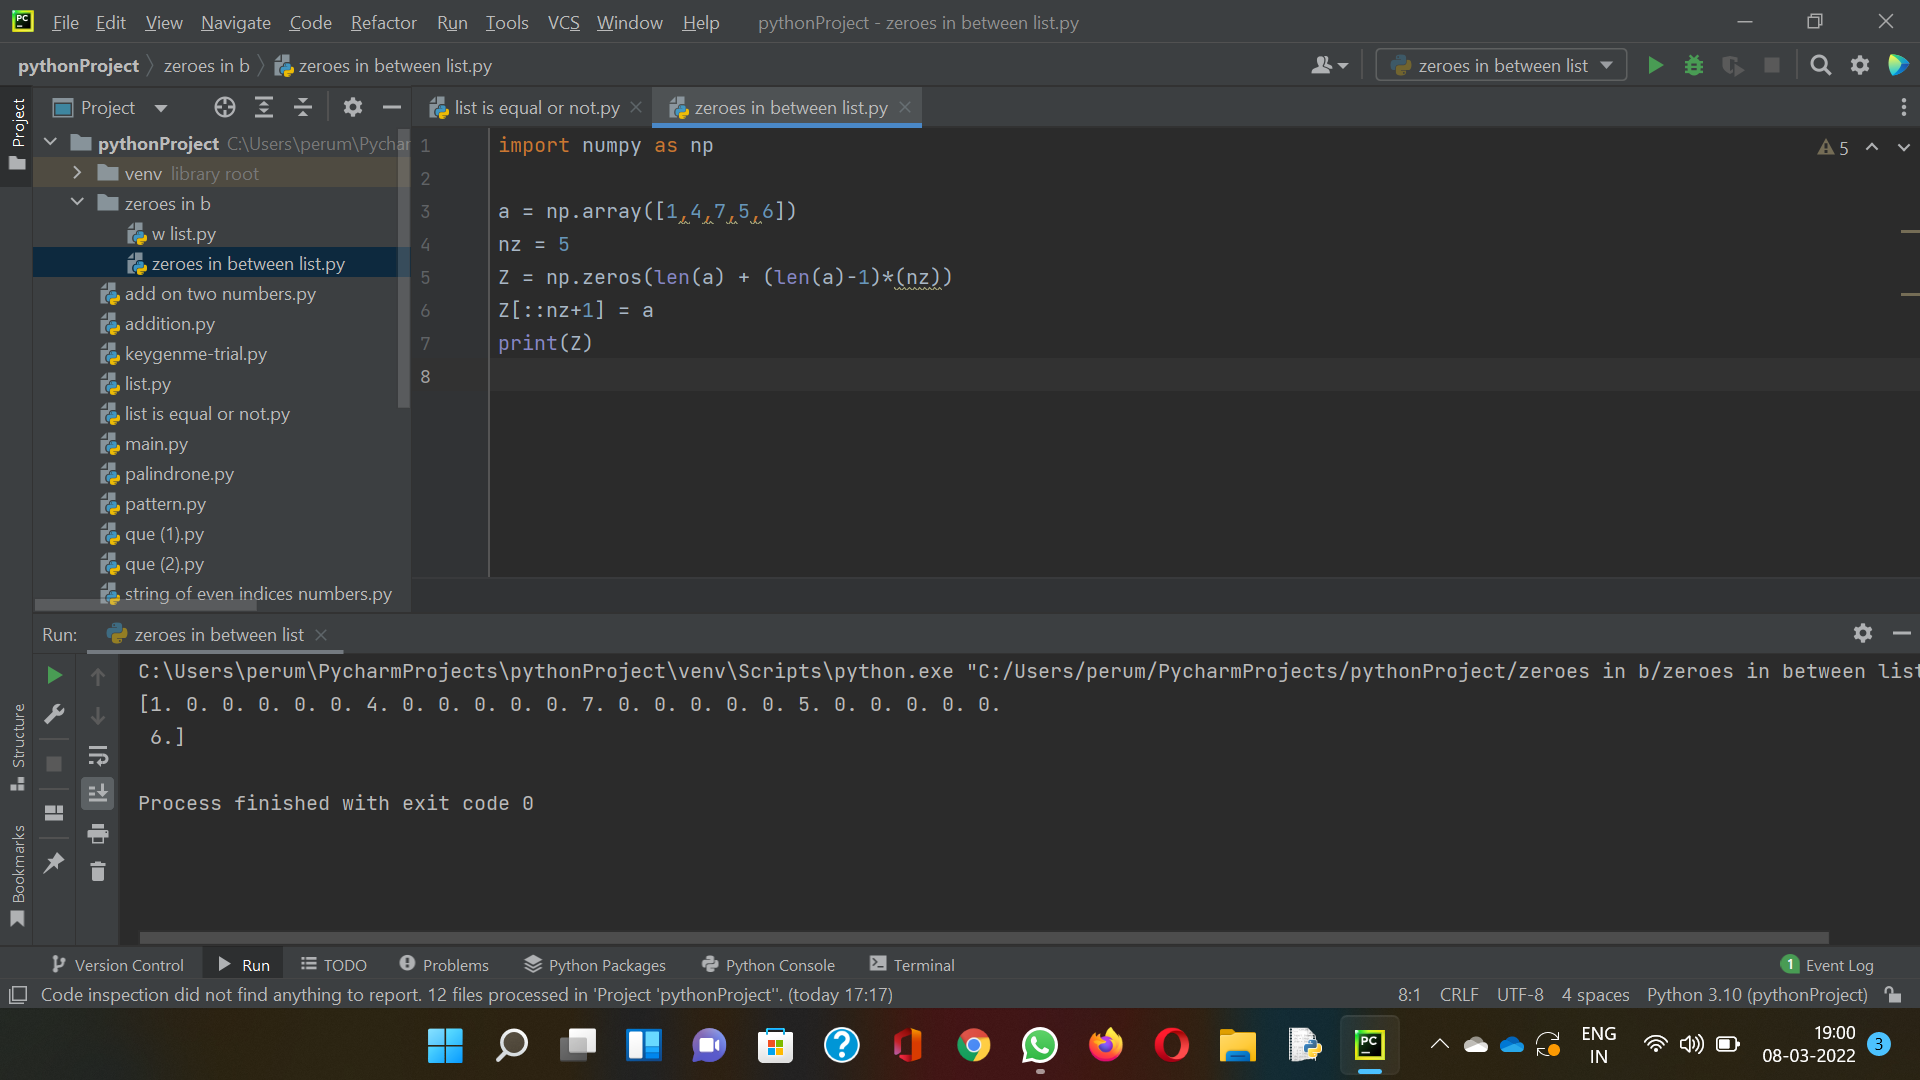 PC File Edit View Navigate Code Refactor Run Tools VCS Window Help pythonProject - zeroes in between list.py
pythonProject zeroes in b zeroes in between list.py zeroes in between list
Project list is equal or not.py zeroes in between list.py
Project
pythonProject C:\Users\perum\Pychar
venv library root
zeroes in b
w list.py
zeroes in between list.py
add on two numbers.py
addition.py
keygenme-trial.py
list.py
list is equal or not.py
main.py
palindrone.py
pattern.py
que (1).py
que (2).py
string of even indices numbers.py
1 import numpy as np
2
3 a = np.array([1,4,7,5,6])
4 nz = 5
5 Z = np.zeros(len(a) + (len(a)-1)*(nz))
6 Z[::nz+1] = a
7 print(Z)
8
5
Run: zeroes in between list
C:\Users\perum\PycharmProjects\pythonProject\venv\Scripts\python.exe "C:/Users/perum/PycharmProjects/pythonProject/zeroes in b/zeroes in between list
[1. 0. 0. 0. 0. 0. 4. 0. 0. 0. 0. 0. 7. 0. 0. 0. 0. 0. 5. 0. 0. 0. 0. 0.
6.]
Process finished with exit code 0
Structure
Bookmarks
Version Control Run TODO Problems Python Packages Python Console Terminal 1 Event Log
Code inspection did not find anything to report. 12 files processed in 'Project 'pythonProject''. (today 17:17) 8:1 CRLF UTF-8 4 spaces Python 3.10 (pythonProject)
PC ENG 19:00
IN 08-03-2022 3